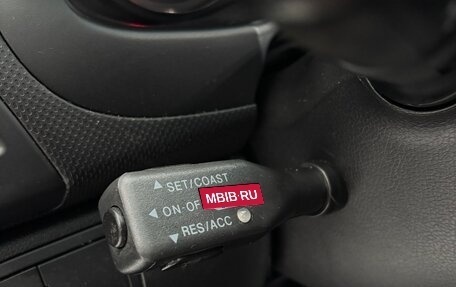 ▲ SET/COAST
◀ ON-OF
MBIB·RU
▼ RES/ACC